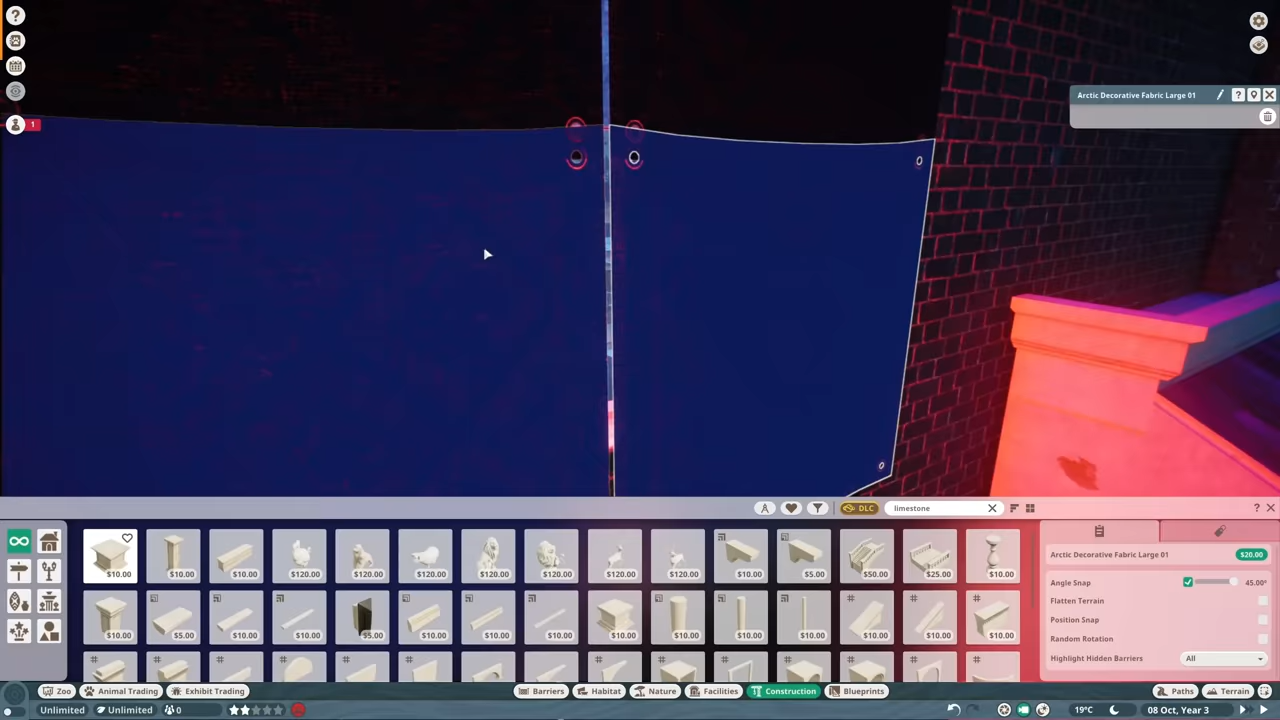 ?
1
Arctic Decorative Fabric Large 01
?
DLC
limestone
?
$10.00 $10.00 $10.00 $120.00 $120.00 $120.00 $120.00 $120.00 $120.00 $120.00 $10.00 $5.00 $50.00 $25.00 $10.00
$10.00 $5.00 $10.00 $10.00 $5.00 $10.00 $10.00 $10.00 $10.00 $10.00 $10.00 $10.00 $10.00 $10.00 $10.00
Arctic Decorative Fabric Large 01 $20.00
Angle Snap 45.00°
Flatten Terrain
Position Snap
Random Rotation
Highlight Hidden Barriers All
Zoo Animal Trading Exhibit Trading Barriers Habitat Nature Facilities Construction Blueprints Paths Terrain
Unlimited Unlimited 0 19°C 08 Oct, Year 3